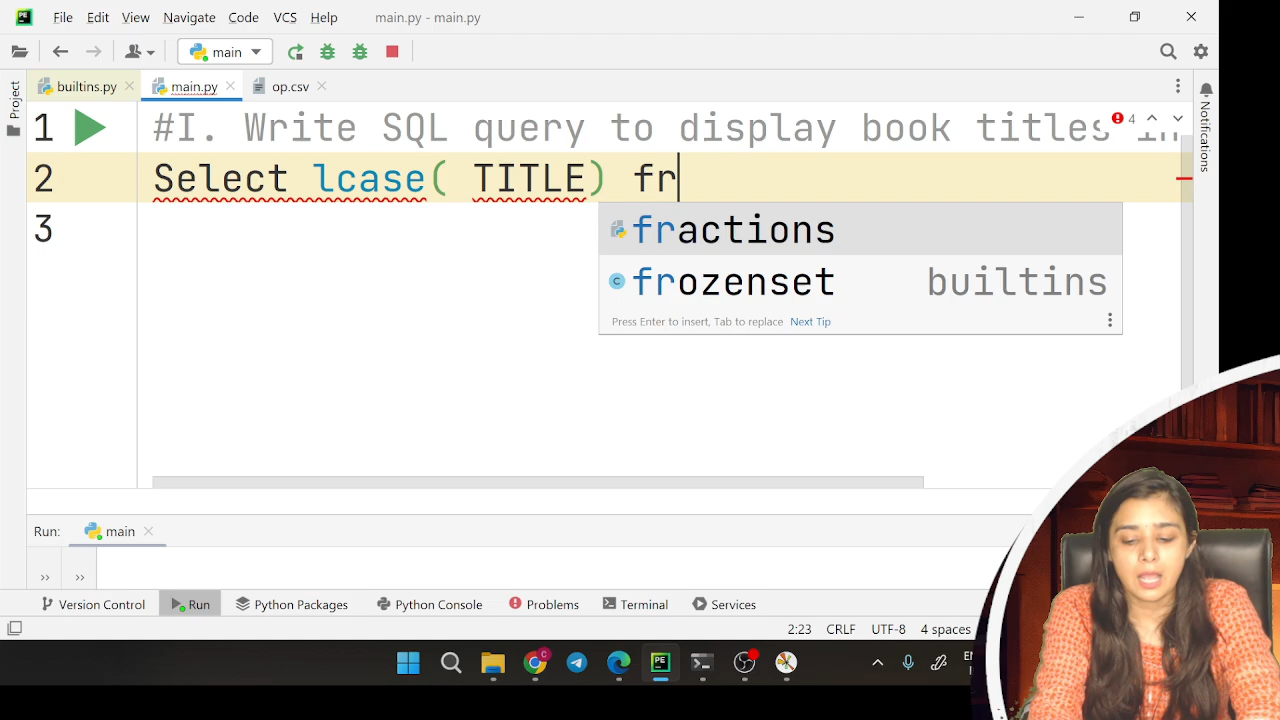 File Edit View Navigate Code VCS Help main.py - main.py
main
builtins.py main.py op.csv
Project
Notifications
1 #I. Write SQL query to display book titles in
4
2 Select lcase( TITLE) fr
3
fractions
frozenset builtins
Press Enter to insert, Tab to replace Next Tip
Run: main
Version Control Run Python Packages Python Console Problems Terminal Services
2:23 CRLF UTF-8 4 spaces